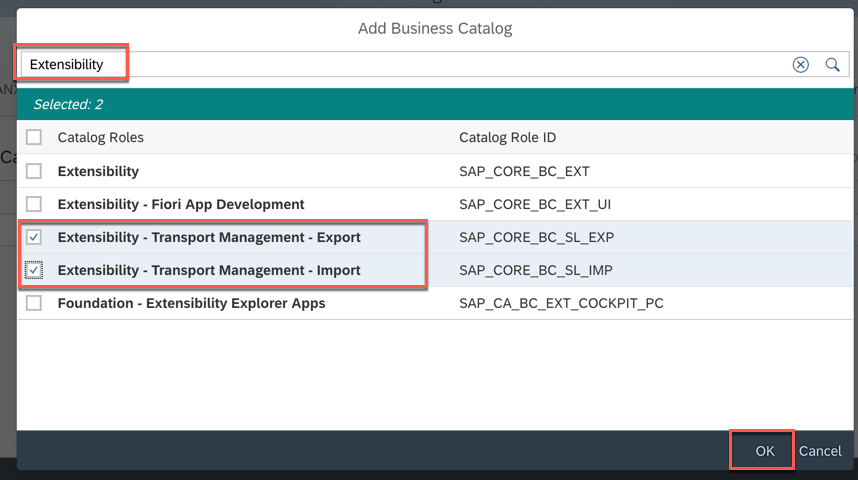 Add Business Catalog
Extensibility
Selected: 2
Catalog Roles Catalog Role ID
Extensibility SAP_CORE_BC_EXT
Extensibility - Fiori App Development SAP_CORE_BC_EXT_UI
Extensibility - Transport Management - Export SAP_CORE_BC_SL_EXP
Extensibility - Transport Management - Import SAP_CORE_BC_SL_IMP
Foundation - Extensibility Explorer Apps SAP_CA_BC_EXT_COCKPIT_PC
OK Cancel